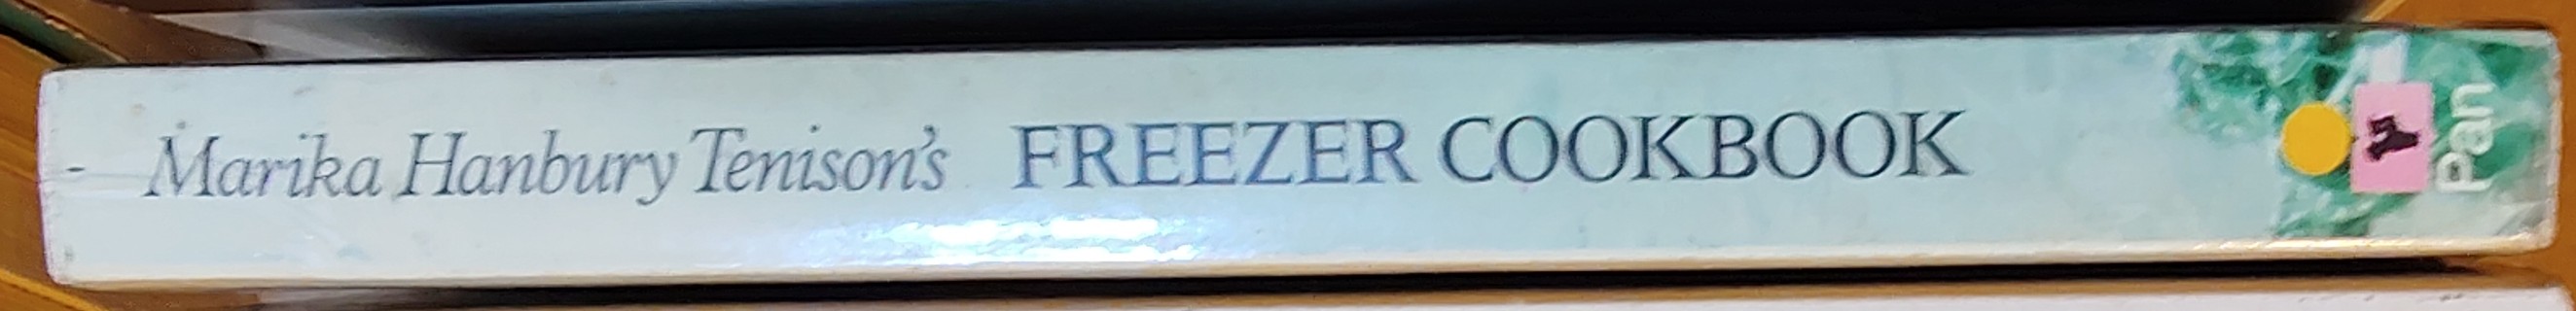 Marika Hanbury Tenison's FREEZER COOKBOOK
Pan